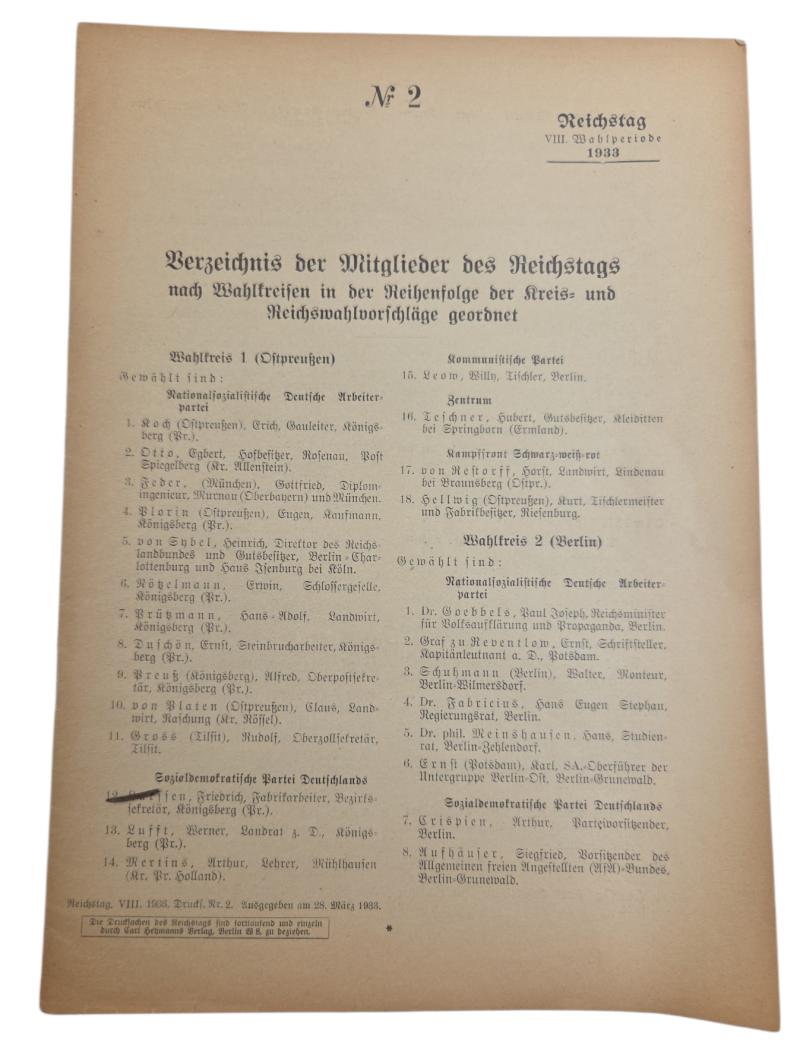 Nr 2
Reichstag
VIII. Wahlperiode
1933
Verzeichnis der Mitglieder des Reichstags
nach Wahlkreisen in der Reihenfolge der Kreis- und
Reichswahlvorschläge geordnet
Wahlkreis 1 (Ostpreußen)
Gewählt sind:
Nationalsozialistische Deutsche Arbeiter-
partei
1. Koch (Ostpreußen), Erich, Gauleiter, Königs-
berg (Pr.).
2. Otto, Egbert, Hofbesitzer, Rosenau, Post
Spiegelberg (Kr. Allenstein).
3. Feder, (München), Gottfried, Diplom-
ingenieur, Murnau (Oberbayern) und München.
4. Plorin (Ostpreußen), Eugen, Kaufmann,
Königsberg (Pr.).
5. von Sybel, Heinrich, Direktor des Reichs-
landbundes und Gutsbesitzer, Berlin-Char-
lottenburg und Haus Isenburg bei Köln.
6. Rötzelmann, Erwin, Schlossergeselle,
Königsberg (Pr.).
7. Prützmann, Hans-Adolf, Landwirt,
Königsberg (Pr.).
8. Duschön, Ernst, Steinbrucharbeiter, Königs-
berg (Pr.).
9. Preuß (Königsberg), Alfred, Oberpostsekre-
tär, Königsberg (Pr.).
10. von Platen (Ostpreußen), Claus, Land-
wirt, Raschung (Kr. Rössel).
11. Gross (Tilsit), Rudolf, Oberzollsekretär,
Tilsit.
Sozialdemokratische Partei Deutschlands
12. Friedrich, Fabrikarbeiter, Bezirks-
sekretär, Königsberg (Pr.).
13. Lufft, Werner, Landrat z. D., Königs-
berg (Pr.).
14. Mertins, Arthur, Lehrer, Mühlhausen
(Kr. Pr. Holland).
Reichstag. VIII. 1933. Drucks. Nr. 2. Ausgegeben am 28. März 1933.
Die Drucksachen des Reichstags sind fortlaufend und einzeln
durch Carl Heymanns Verlag, Berlin W 8, zu beziehen.
Kommunistische Partei
15. Leow, Willy, Tischler, Berlin.
Zentrum
16. Teschner, Hubert, Gutsbesitzer, Kleiditten
bei Springborn (Ermland).
Kampffront Schwarz-weiß-rot
17. von Restorff, Horst, Landwirt, Lindenau
bei Braunsberg (Ostpr.).
18. Hellwig (Ostpreußen), Kurt, Tischlermeister
und Fabrikbesitzer, Riesenburg.
Wahlkreis 2 (Berlin)
Gewählt sind:
Nationalsozialistische Deutsche Arbeiter-
partei
1. Dr. Goebbels, Paul Joseph, Reichsminister
für Volksaufklärung und Propaganda, Berlin.
2. Graf zu Reventlow, Ernst, Schriftsteller,
Kapitänleutnant a. D., Potsdam.
3. Schuhmann (Berlin), Walter, Monteur,
Berlin-Wilmersdorf.
4. Dr. Fabricius, Hans Eugen Stephan,
Regierungsrat, Berlin.
5. Dr. phil. Meinshausen, Hans, Studien-
rat, Berlin-Zehlendorf.
6. Ernst (Potsdam), Karl, SA.-Oberführer der
Untergruppe Berlin-Ost, Berlin-Grunewald.
Sozialdemokratische Partei Deutschlands
7. Crispien, Arthur, Parteivorsitzender,
Berlin.
8. Aufhäuser, Siegfried, Vorsitzender des
Allgemeinen freien Angestellten (AfA)-Bundes,
Berlin-Grunewald.
*